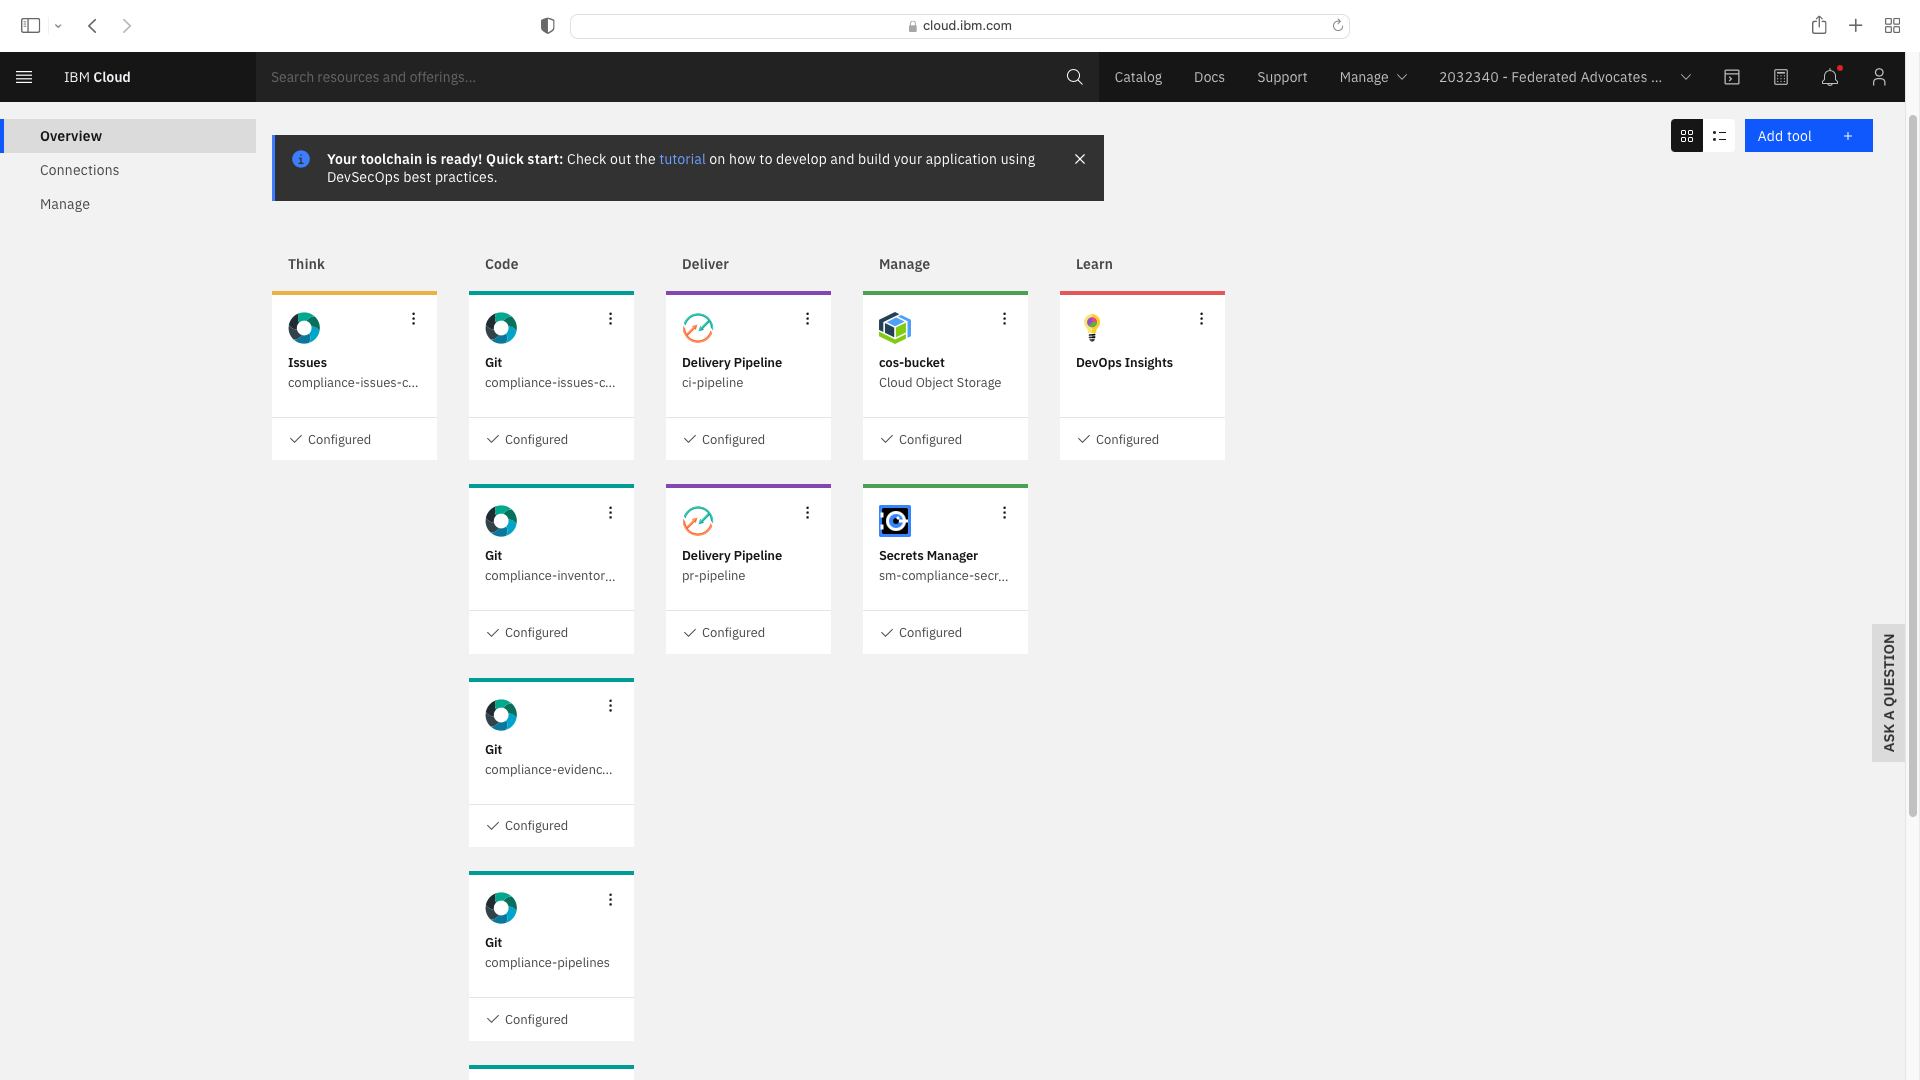 cloud.ibm.com
IBM Cloud
Search resources and offerings...
Catalog
Docs
Support
Manage
2032340 - Federated Advocates ...
Overview
Connections
Manage
Your toolchain is ready! Quick start: Check out the tutorial on how to develop and build your application using
DevSecOps best practices.
Add tool +
Think
Code
Deliver
Manage
Learn
Issues
compliance-issues-c...
Configured
Git
compliance-issues-c...
Configured
Delivery Pipeline
ci-pipeline
Configured
cos-bucket
Cloud Object Storage
Configured
DevOps Insights
Configured
Git
compliance-inventor...
Configured
Delivery Pipeline
pr-pipeline
Configured
Secrets Manager
sm-compliance-secr...
Configured
Git
compliance-evidenc...
Configured
Git
compliance-pipelines
Configured
ASK A QUESTION